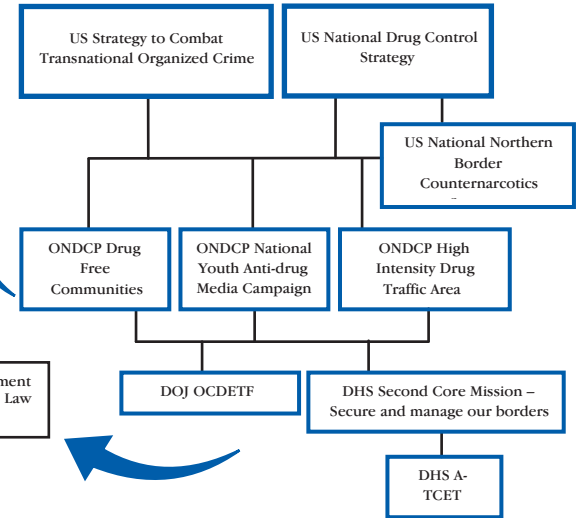 US Strategy to Combat
Transnational Organized Crime
US National Drug Control
Strategy
US National Northern
Border
Counternarcotics
ONDCP Drug
Free
Communities
ONDCP National
Youth Anti-drug
Media Campaign
ONDCP High
Intensity Drug
Traffic Area
Law
DOJ OCDETF
DHS Second Core Mission –
Secure and manage our borders
DHS A-
TCET